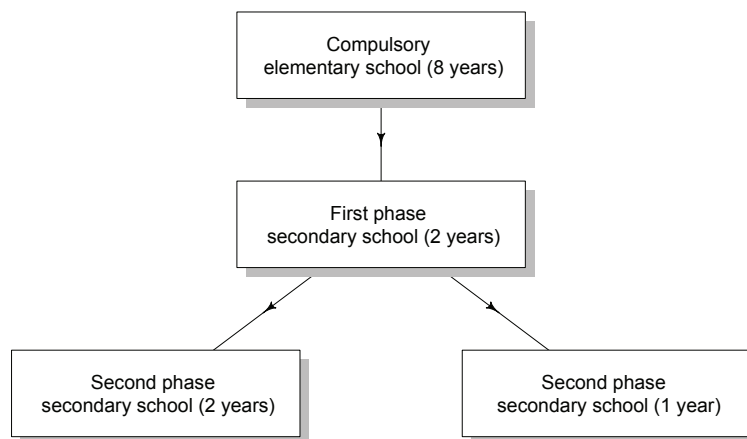 Compulsory
elementary school (8 years)
First phase
secondary school (2 years)
Second phase
secondary school (2 years)
Second phase
secondary school (1 year)